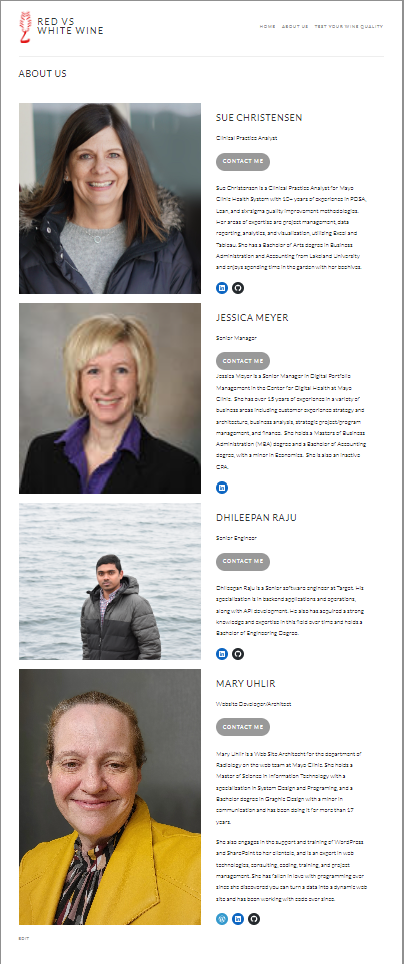 RED VS
WHITE WINE
HOME ABOUT US TEST YOUR WINE QUALITY
ABOUT US
SUE CHRISTENSEN
Clinical Practice Analyst
CONTACT ME
Sue Christensen is a Clinical Practice Analyst for Mayo
Clinic Health System with 10+ years of experience in PDSA,
Lean, and six-sigma quality improvement methodologies.
Her areas of expertise are project management, data
reporting, analytics, and visualization, utilizing Excel and
Tableau. She has a Bachelor of Arts degree in Business
Administration and Accounting from Lakeland University
and enjoys spending time in the garden with her beehives.
JESSICA MEYER
Senior Manager
CONTACT ME
Jessica Meyer is a Senior Manager in Digital Portfolio
Management in the Center for Digital Health at Mayo
Clinic. She has over 15 years of experience in a variety of
business areas including customer experience strategy and
architecture, business analysis, strategic project/program
management, and finance. She holds a Masters of Business
Administration (MBA) degree and a Bachelor of Accounting
degree, with a minor in Economics. She is also an inactive
CPA.
DHILEEPAN RAJU
Senior Engineer
CONTACT ME
Dhileepan Raju is a Senior software engineer at Target. His
specialization is in backend applications and operations,
along with API development. He also has acquired a strong
knowledge and expertise in this field over time and holds a
Bachelor of Engineering Degree.
MARY UHLIR
Website Developer/Architect
CONTACT ME
Mary Uhlir is a Web Site Architecht for the department of
Radiology on the web team at Mayo Clinic. She holds a
Master of Science in Information Technology with a
specialization in System Design and Programing, and a
Bachelor degree in Graphic Design with a minor in
communication and has been doing it for more than 17
years.
She also engages in the support and training of WordPress
and SharePoint to her clientele, and is an expert in web
technologies, consulting, coding, training, and project
management. She has fallen in love with programming ever
since she discovered you can turn a data into a dynamic web
site and has been working with code ever since.
EDIT